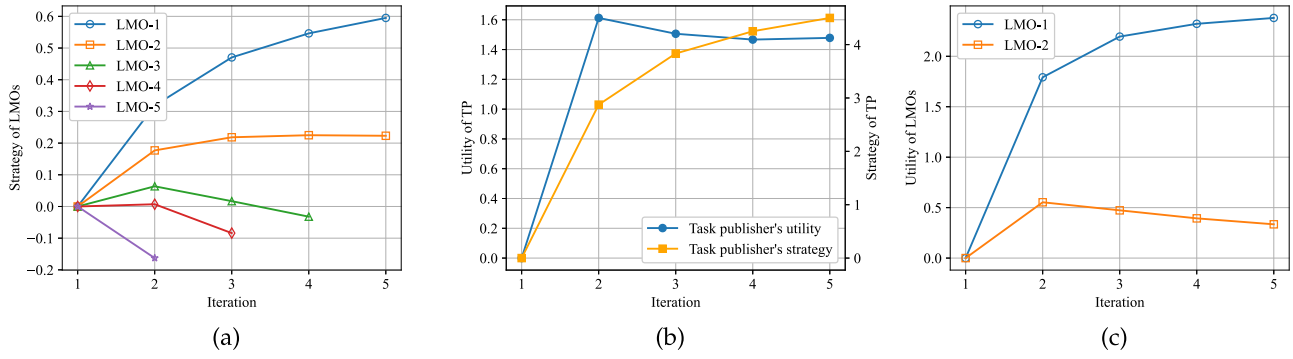 0.6
0.5
0.4
0.3
0.2
0.1
0.0
−0.1
−0.2
Strategy of LMOs
LMO-1
LMO-2
LMO-3
LMO-4
LMO-5
1 2 3 4 5
Iteration
(a)
1.6
1.4
1.2
1.0
0.8
0.6
0.4
0.2
0.0
Utility of TP
4
3
2
1
0
Strategy of TP
Task publisher's utility
Task publisher's strategy
1 2 3 4 5
Iteration
(b)
2.0
1.5
1.0
0.5
0.0
Utility of LMOs
LMO-1
LMO-2
1 2 3 4 5
Iteration
(c)